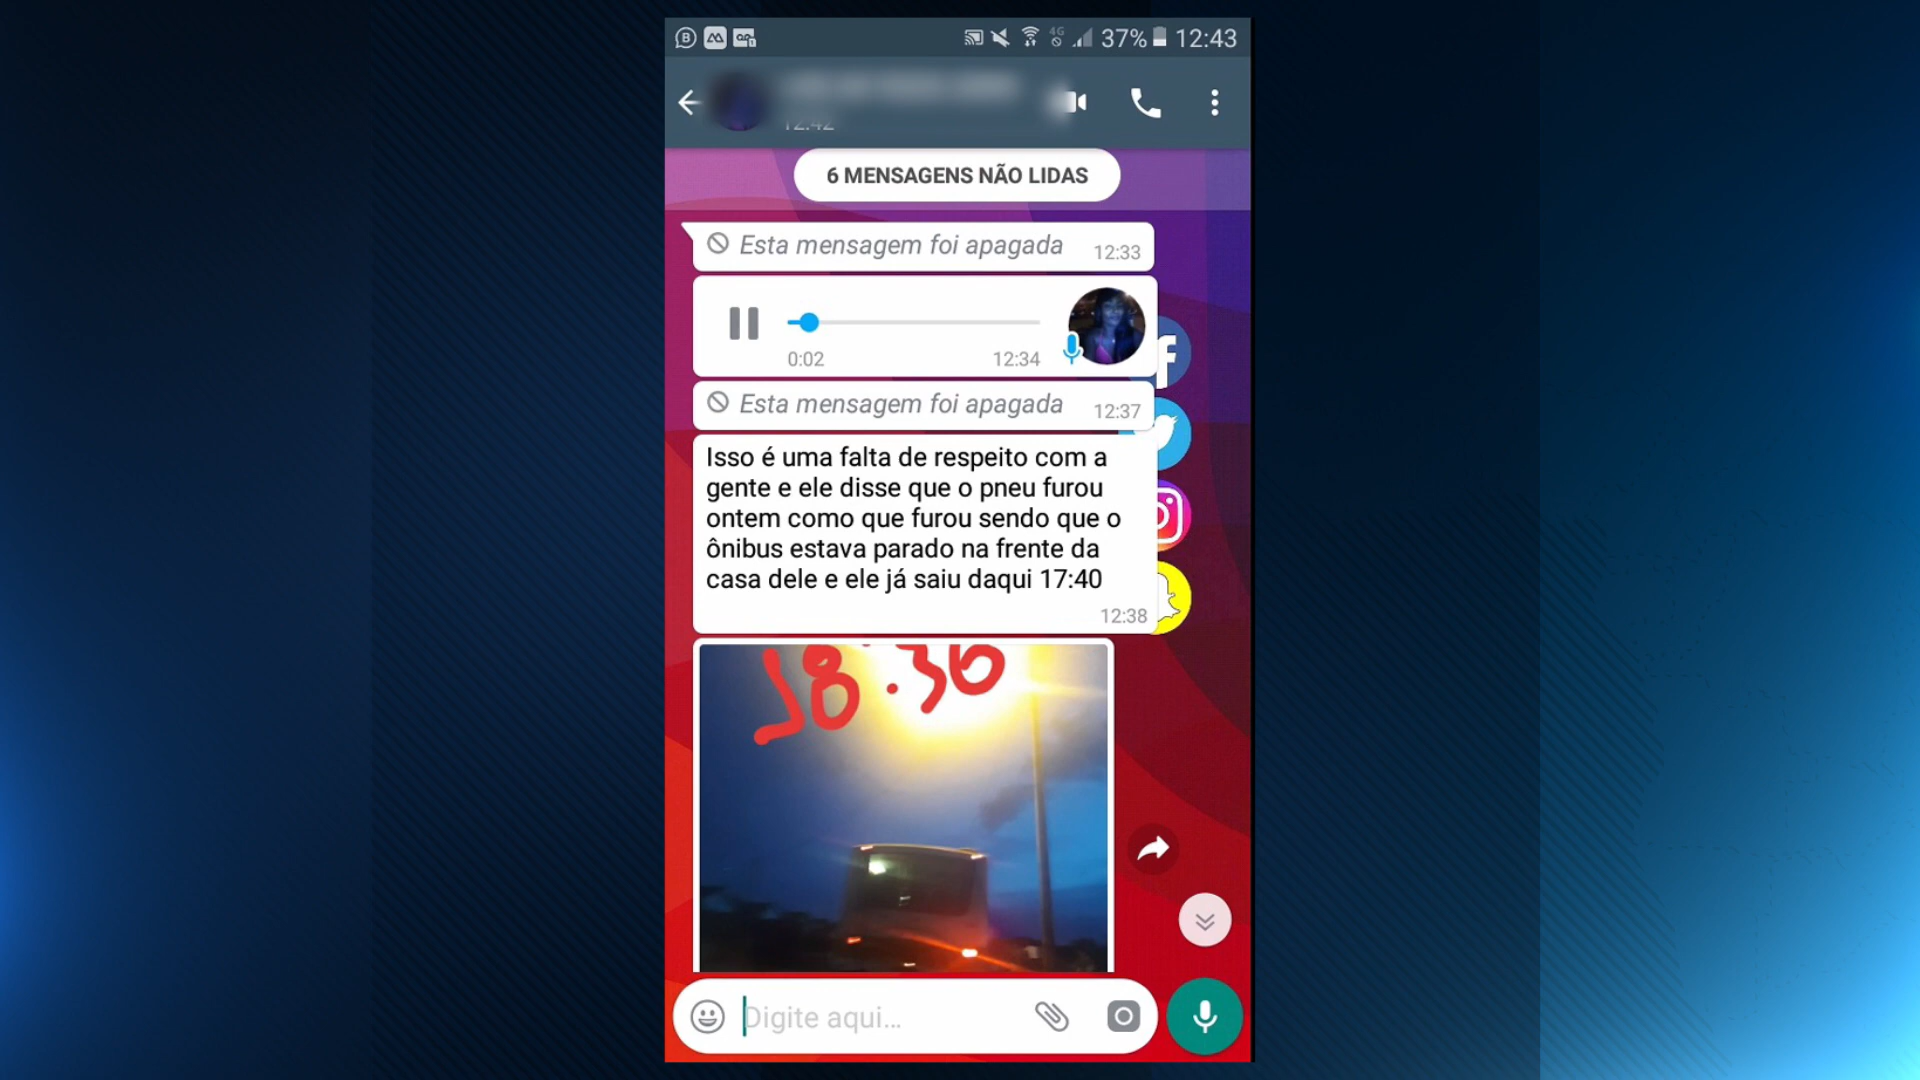 37% 12:43
12:42
6 MENSAGENS NÃO LIDAS
Esta mensagem foi apagada 12:33
0:02 12:34
Esta mensagem foi apagada 12:37
Isso é uma falta de respeito com a
gente e ele disse que o pneu furou
ontem como que furou sendo que o
ônibus estava parado na frente da
casa dele e ele já saiu daqui 17:40
12:38
18:36
Digite aqui...